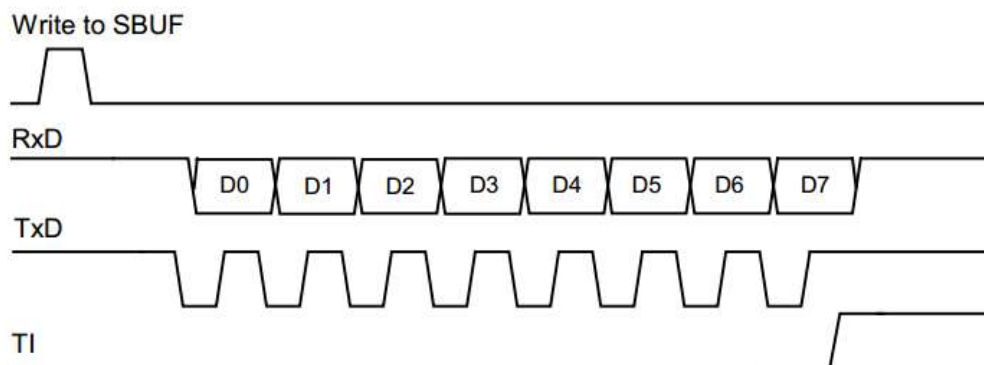 Write to SBUF
RxD
D0 D1 D2 D3 D4 D5 D6 D7
TxD
TI